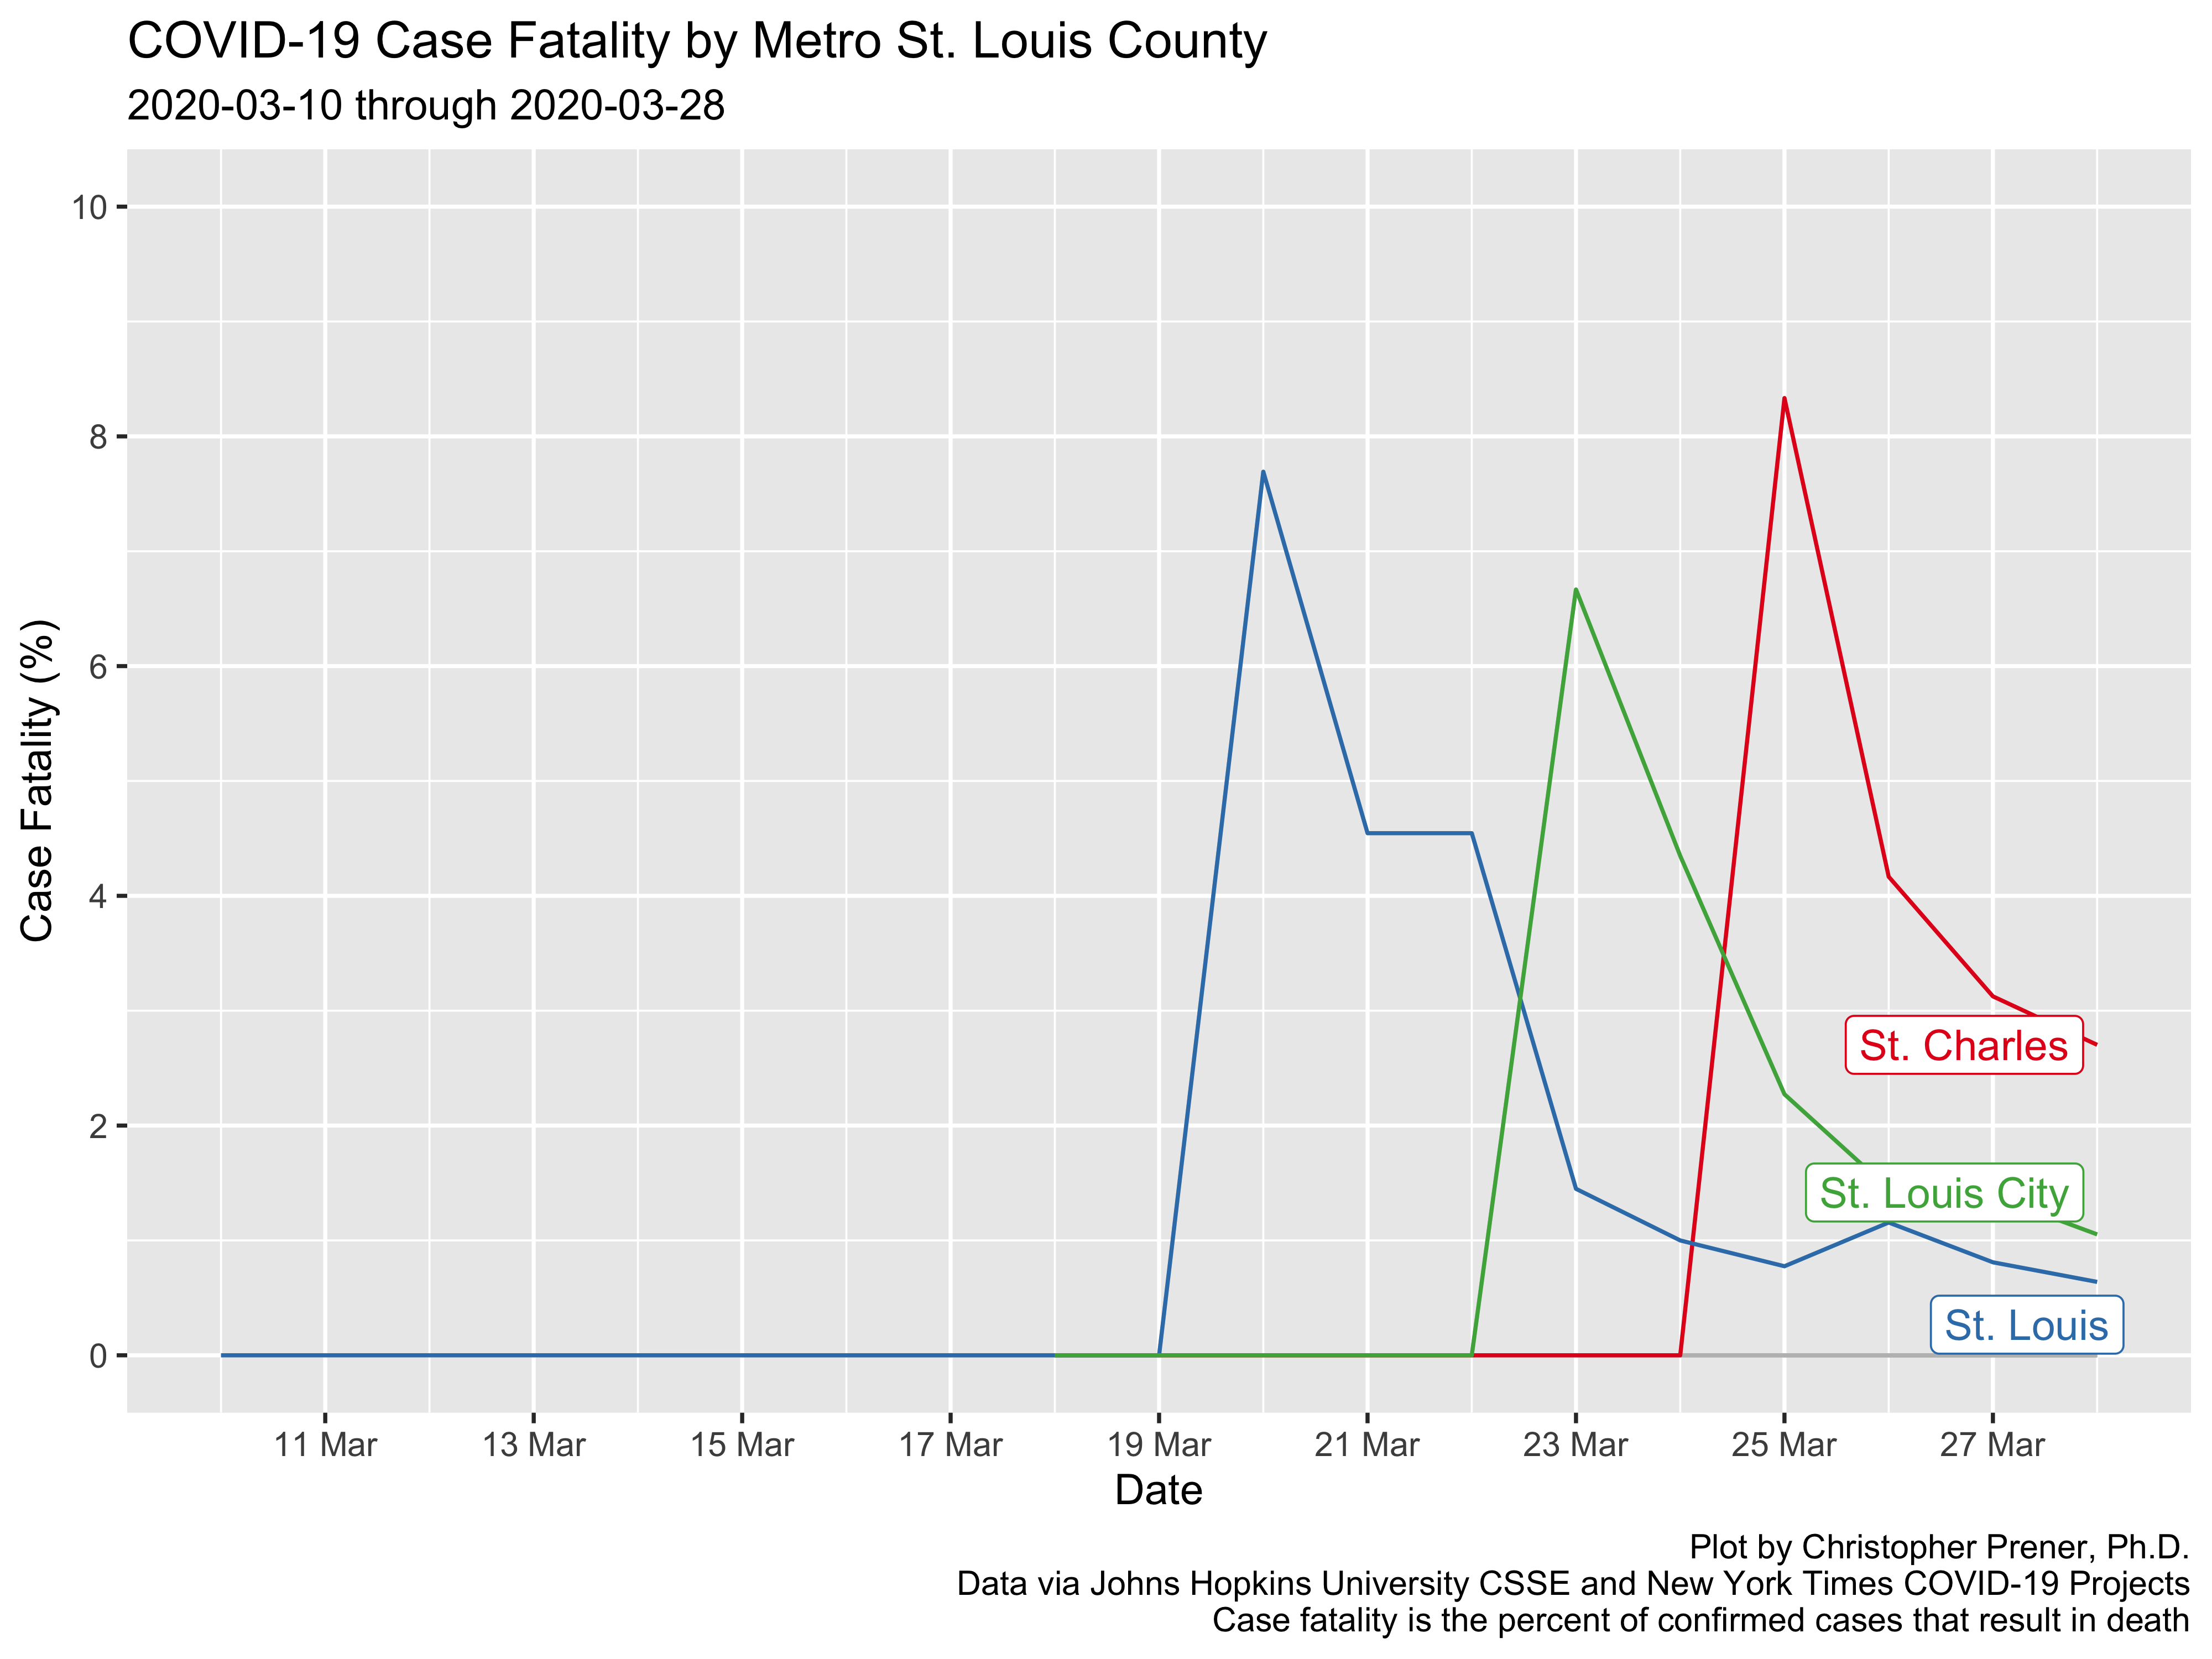 COVID-19 Case Fatality by Metro St. Louis County
2020-03-10 through 2020-03-28
Case Fatality (%)
10
8
6
4
2
0
St. Charles
St. Louis City
St. Louis
11 Mar
13 Mar
15 Mar
17 Mar
19 Mar
21 Mar
23 Mar
25 Mar
27 Mar
Date
Plot by Christopher Prener, Ph.D.
Data via Johns Hopkins University CSSE and New York Times COVID-19 Projects
Case fatality is the percent of confirmed cases that result in death